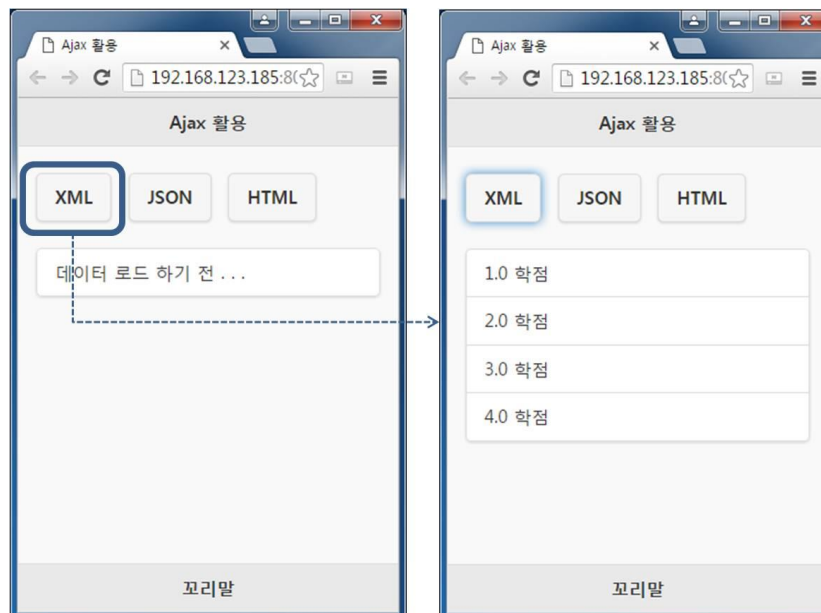 Ajax 활용
192.168.123.185:8(
Ajax 활용
XML JSON HTML
데이터 로드 하기 전 . . .
꼬리말
Ajax 활용
192.168.123.185:8(
Ajax 활용
XML JSON HTML
1.0 학점
2.0 학점
3.0 학점
4.0 학점
꼬리말